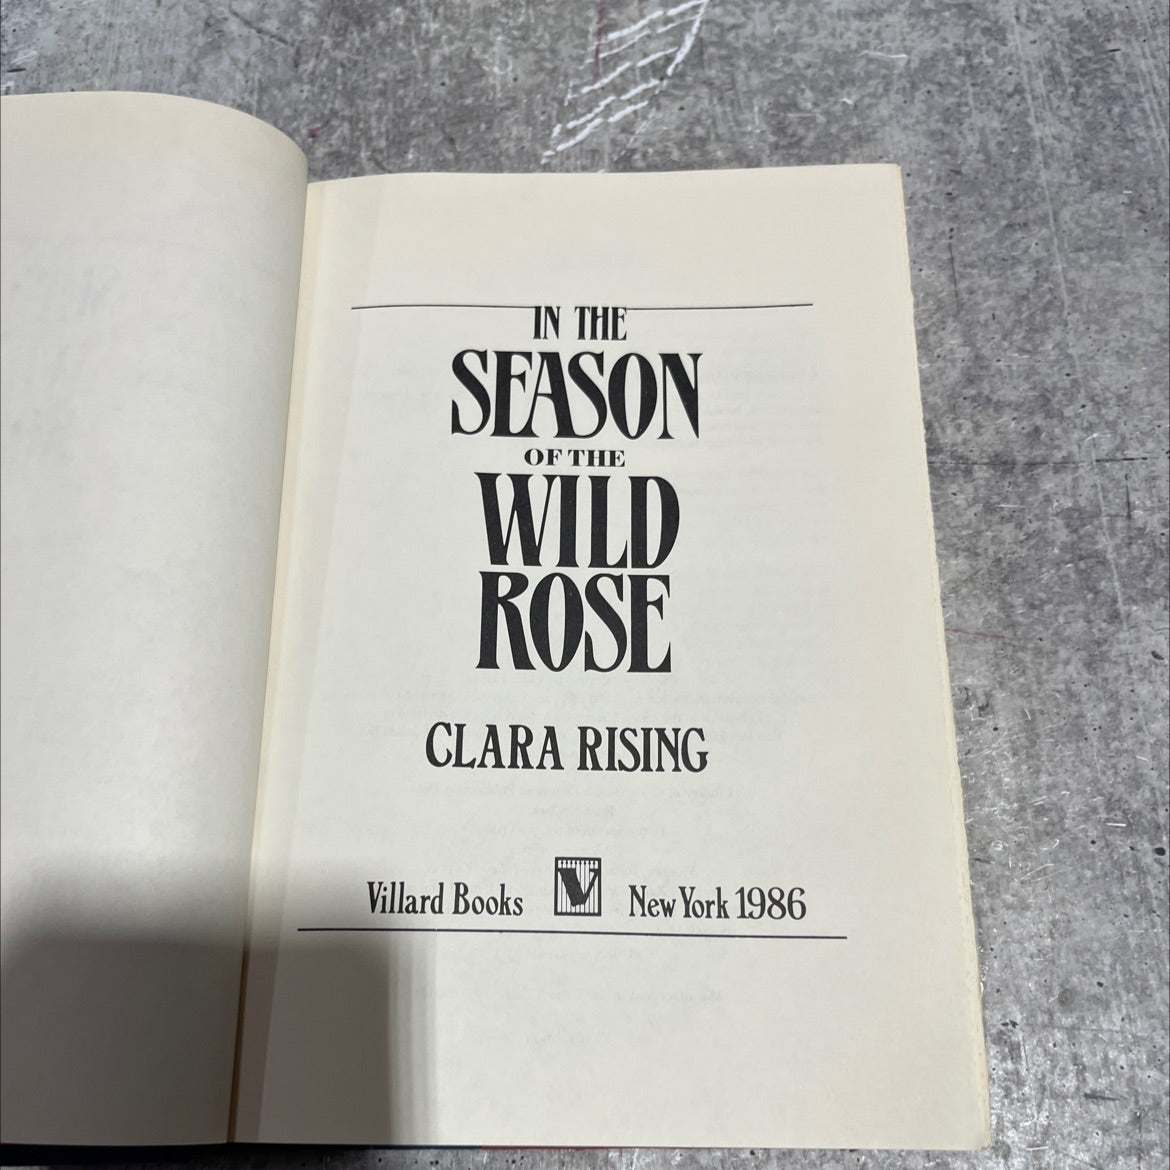 IN THE
SEASON
OF THE
WILD
ROSE
CLARA RISING
Villard Books V New York 1986